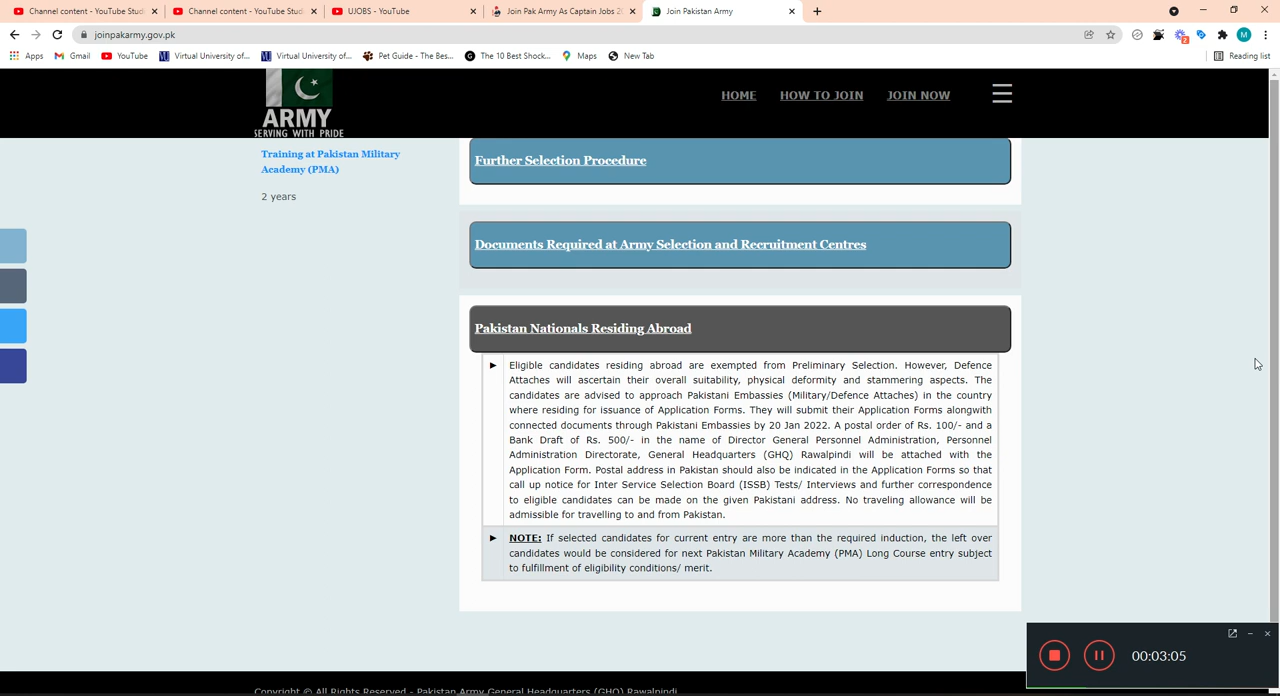 Channel content - YouTube Studi
Channel content - YouTube Studi
UJOBS - YouTube
Join Pak Army As Captain Jobs 20
Join Pakistan Army
joinpakarmy.gov.pk
Apps
Gmail
YouTube
Virtual University of...
Virtual University of...
Pet Guide - The Bes...
The 10 Best Shock...
Maps
New Tab
Reading list
ARMY
SERVING WITH PRIDE
HOME
HOW TO JOIN
JOIN NOW
Training at Pakistan Military
Academy (PMA)
2 years
Further Selection Procedure
Documents Required at Army Selection and Recruitment Centres
Pakistan Nationals Residing Abroad
Eligible candidates residing abroad are exempted from Preliminary Selection. However, Defence
Attaches will ascertain their overall suitability, physical deformity and stammering aspects. The
candidates are advised to approach Pakistani Embassies (Military/Defence Attaches) in the country
where residing for issuance of Application Forms. They will submit their Application Forms alongwith
connected documents through Pakistani Embassies by 20 Jan 2022. A postal order of Rs. 100/- and a
Bank Draft of Rs. 500/- in the name of Director General Personnel Administration, Personnel
Administration Directorate, General Headquarters (GHQ) Rawalpindi will be attached with the
Application Form. Postal address in Pakistan should also be indicated in the Application Forms so that
call up notice for Inter Service Selection Board (ISSB) Tests/ Interviews and further correspondence
to eligible candidates can be made on the given Pakistani address. No traveling allowance will be
admissible for travelling to and from Pakistan.
NOTE: If selected candidates for current entry are more than the required induction, the left over
candidates would be considered for next Pakistan Military Academy (PMA) Long Course entry subject
to fulfillment of eligibility conditions/ merit.
00:03:05
Copyright © All Rights Reserved - Pakistan Army General Headquarters (GHQ) Rawalpindi